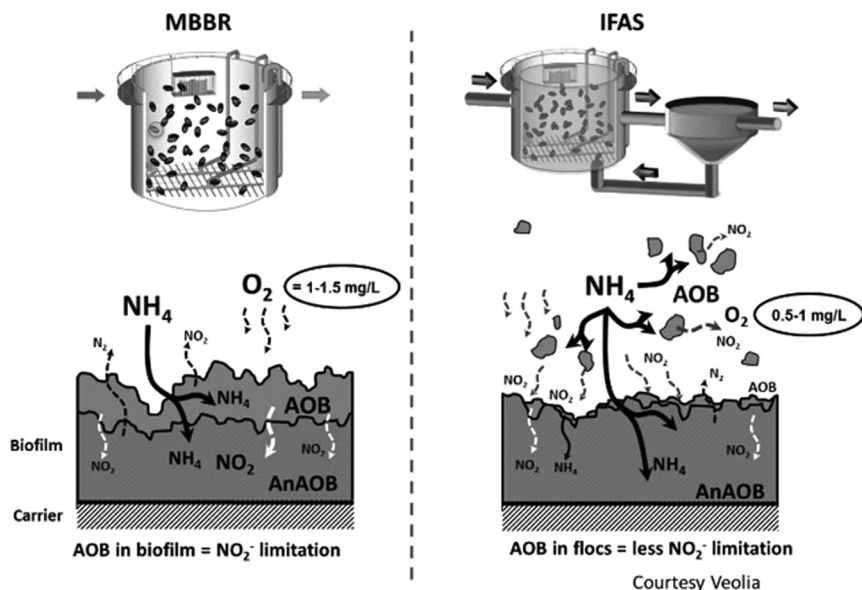 MBBR
NH₄
O₂
= 1-1.5 mg/L
N₂
NO₂
NH₄
AOB
Biofilm
NO₂
NH₄
NO₂
NO₂
AnAOB
Carrier
AOB in biofilm = NO₂⁻ limitation
IFAS
NO₂
NH₄
AOB
O₂
0.5-1 mg/L
NO₂
NO₂
NO₂
NO₂
N₂
AOB
NO₂
NH₄
NH₄
NO₂
AnAOB
AOB in flocs = less NO₂⁻ limitation
Courtesy Veolia